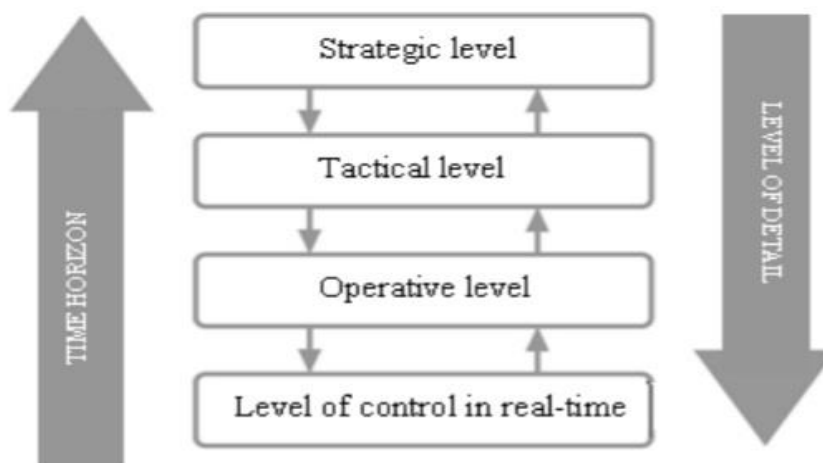 Strategic level
Tactical level
Operative level
Level of control in real-time
TIME HORIZON
LEVEL OF DETAIL